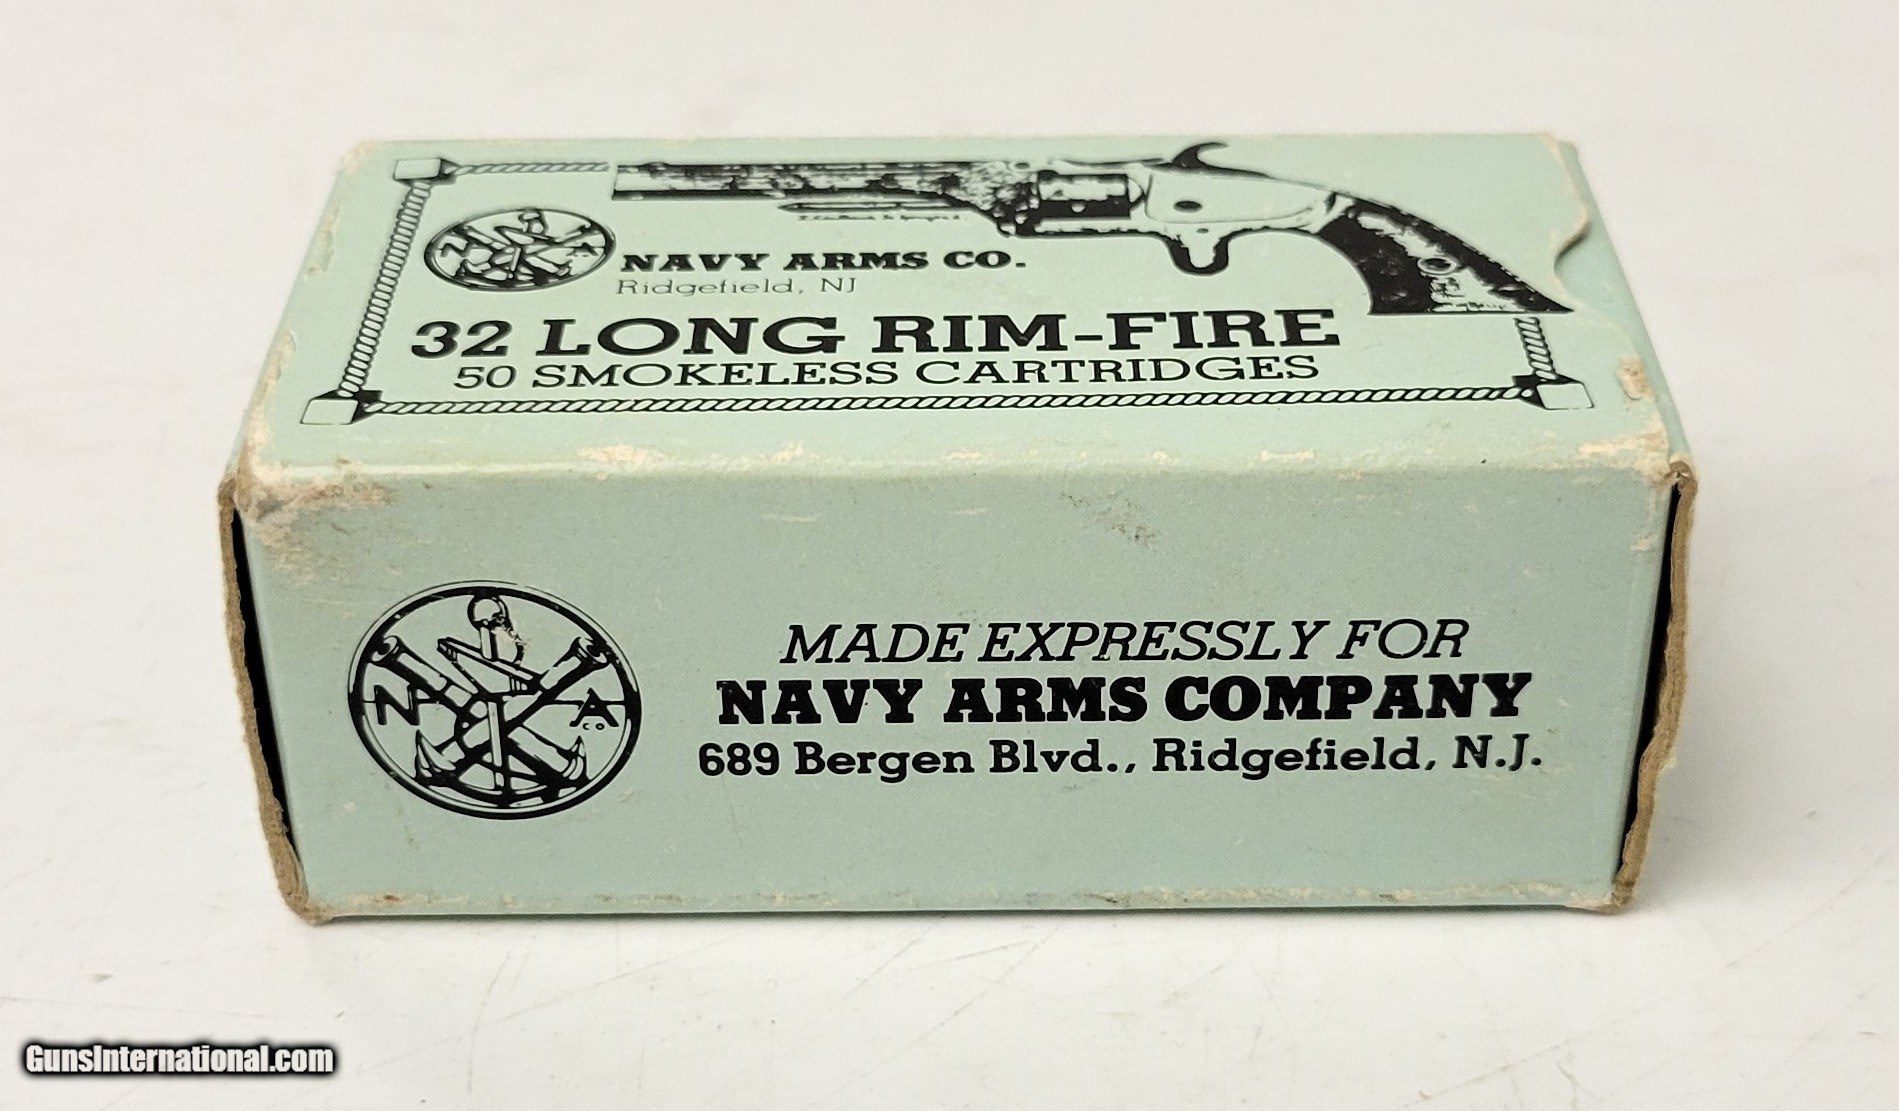 N A
NAVY ARMS CO.
Ridgefield, NJ
32 LONG RIM-FIRE
50 SMOKELESS CARTRIDGES
N A
CO
MADE EXPRESSLY FOR
NAVY ARMS COMPANY
689 Bergen Blvd., Ridgefield, N.J.
GunsInternational.com